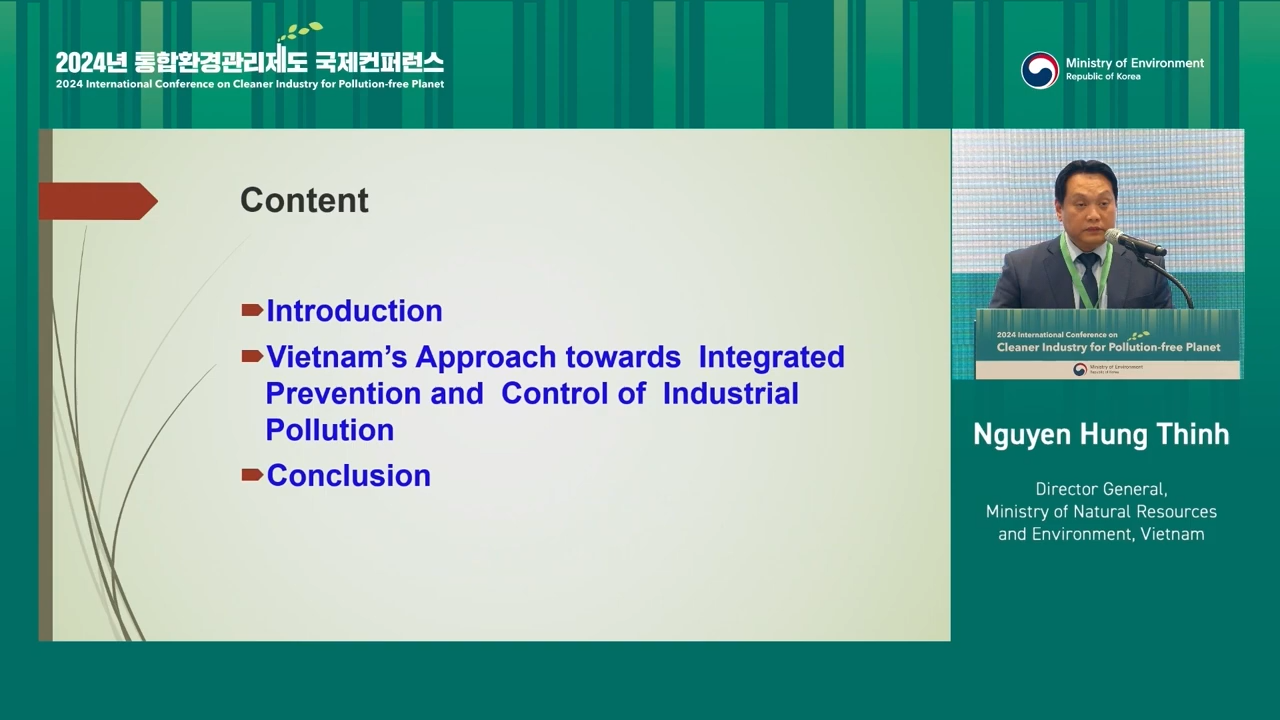 2024년 통합환경관리제도 국제컨퍼런스
2024 International Conference on Cleaner Industry for Pollution-free Planet
Ministry of Environment
Republic of Korea
Content
Introduction
Vietnam’s Approach towards Integrated
Prevention and Control of Industrial
Pollution
Conclusion
2024 International Conference on
Cleaner Industry for Pollution-free Planet
Ministry of Environment
Republic of Korea
Nguyen Hung Thinh
Director General,
Ministry of Natural Resources
and Environment, Vietnam